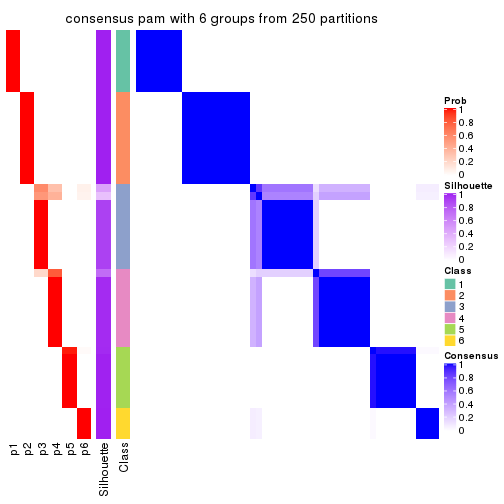 consensus pam with 6 groups from 250 partitions
Prob
1
0.8
0.6
0.4
0.2
0
Silhouette
1
0.8
0.6
0.4
0.2
0
Class
1
2
3
4
5
6
Consensus
1
0.8
0.6
0.4
0.2
0
p1
p2
p3
p4
p5
p6
Silhouette
Class